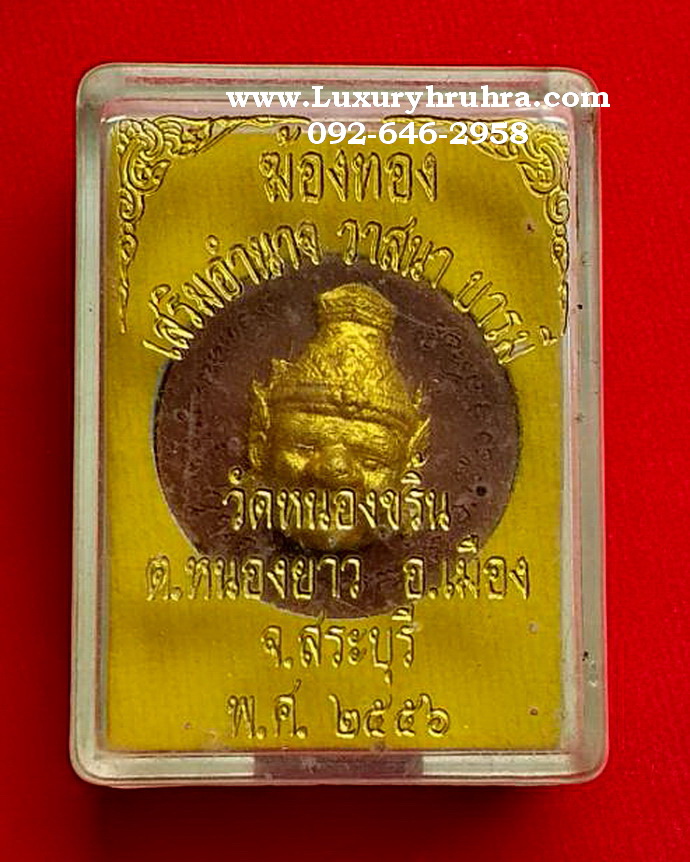 www.Luxuryhruhra.com
092-646-2958
ฆ้องทอง
เสริมอำนาจ วาสนา บารมี
วัดหนองขริ้น
ต.หนองยาว อ.เมือง
จ.สระบุรี
พ.ศ. ๒๕๕๖